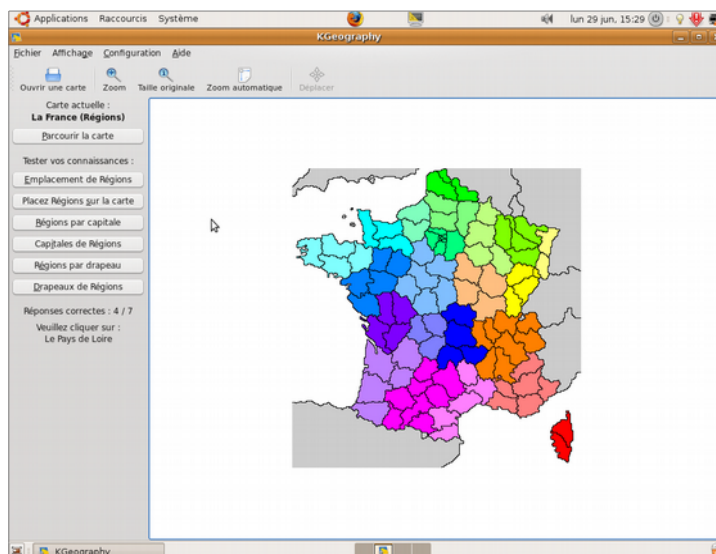 Applications Raccourcis Système lun 29 jun, 15:29
KGeography
Fichier Affichage Configuration Aide
Ouvrir une carte Zoom Taille originale Zoom automatique Déplacer
Carte actuelle :
La France (Régions)
Parcourir la carte
Tester vos connaissances :
Emplacement de Régions
Placez Régions sur la carte
Régions par capitale
Capitales de Régions
Régions par drapeau
Drapeaux de Régions
Réponses correctes : 4 / 7
Veuillez cliquer sur :
Le Pays de Loire
KGeography